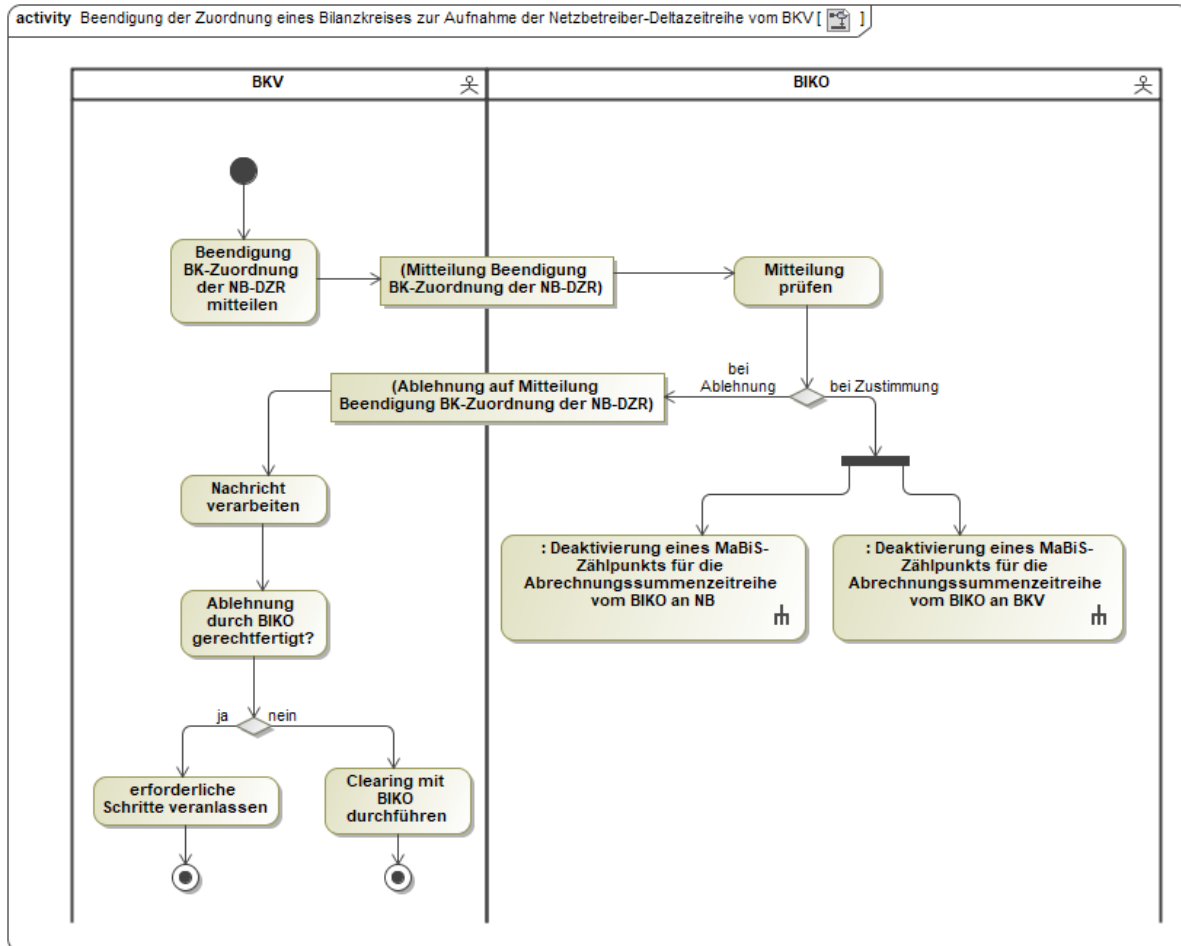 activity Beendigung der Zuordnung eines Bilanzkreises zur Aufnahme der Netzbetreiber-Deltazeitreihe vom BKV [ ]
BKV
BIKO
Beendigung
BK-Zuordnung
der NB-DZR
mitteilen
(Mitteilung Beendigung
BK-Zuordnung der NB-DZR)
Mitteilung
prüfen
bei
Ablehnung
bei Zustimmung
(Ablehnung auf Mitteilung
Beendigung BK-Zuordnung der NB-DZR)
Nachricht
verarbeiten
: Deaktivierung eines MaBiS-
Zählpunkts für die
Abrechnungssummenzeitreihe
vom BIKO an NB
: Deaktivierung eines MaBiS-
Zählpunkts für die
Abrechnungssummenzeitreihe
vom BIKO an BKV
Ablehnung
durch BIKO
gerechtfertigt?
ja
nein
erforderliche
Schritte veranlassen
Clearing mit
BIKO
durchführen